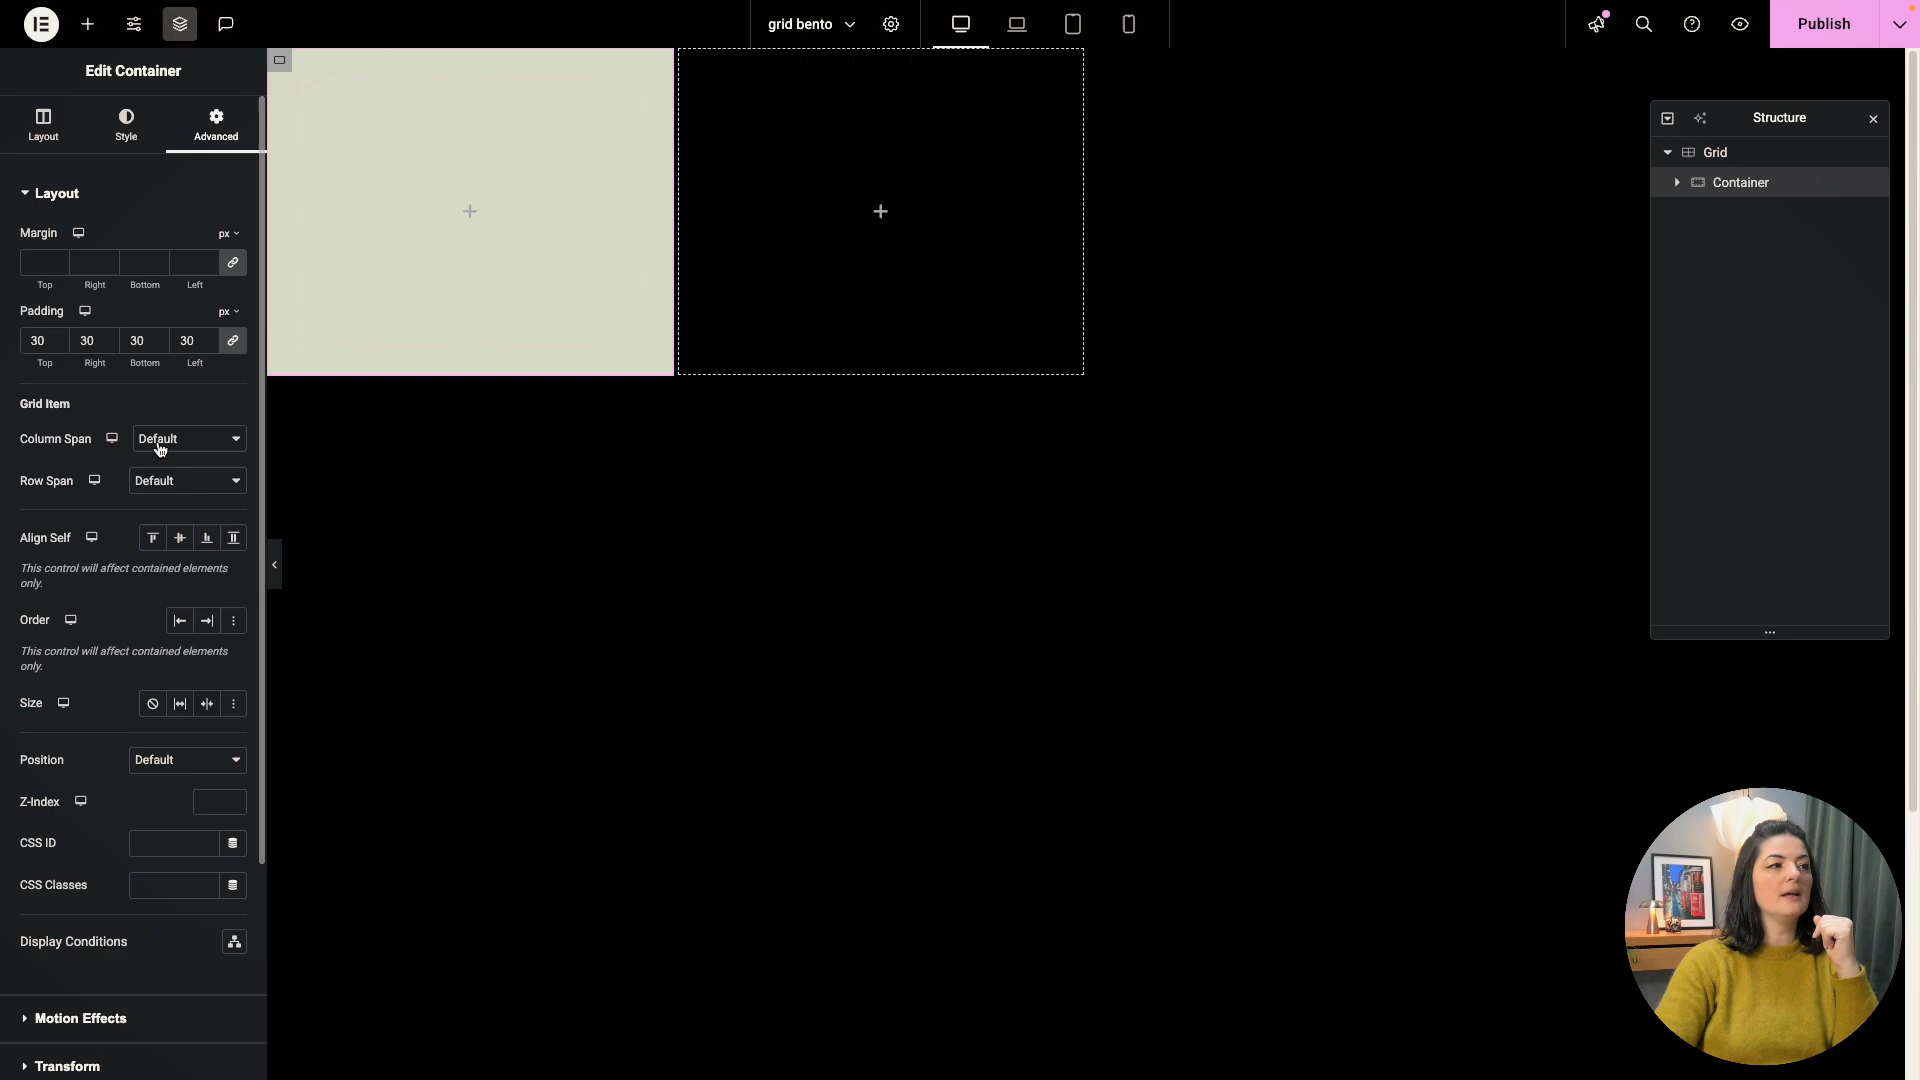 grid bento
Publish
Edit Container
Layout
Style
Advanced
Layout
Margin
px
Top
Right
Bottom
Left
Padding
px
30
30
30
30
Top
Right
Bottom
Left
Grid Item
Column Span
Default
Row Span
Default
Align Self
This control will affect contained elements
only.
Order
This control will affect contained elements
only.
Size
Position
Default
Z-Index
CSS ID
CSS Classes
Display Conditions
Motion Effects
Transform
Structure
Grid
Container